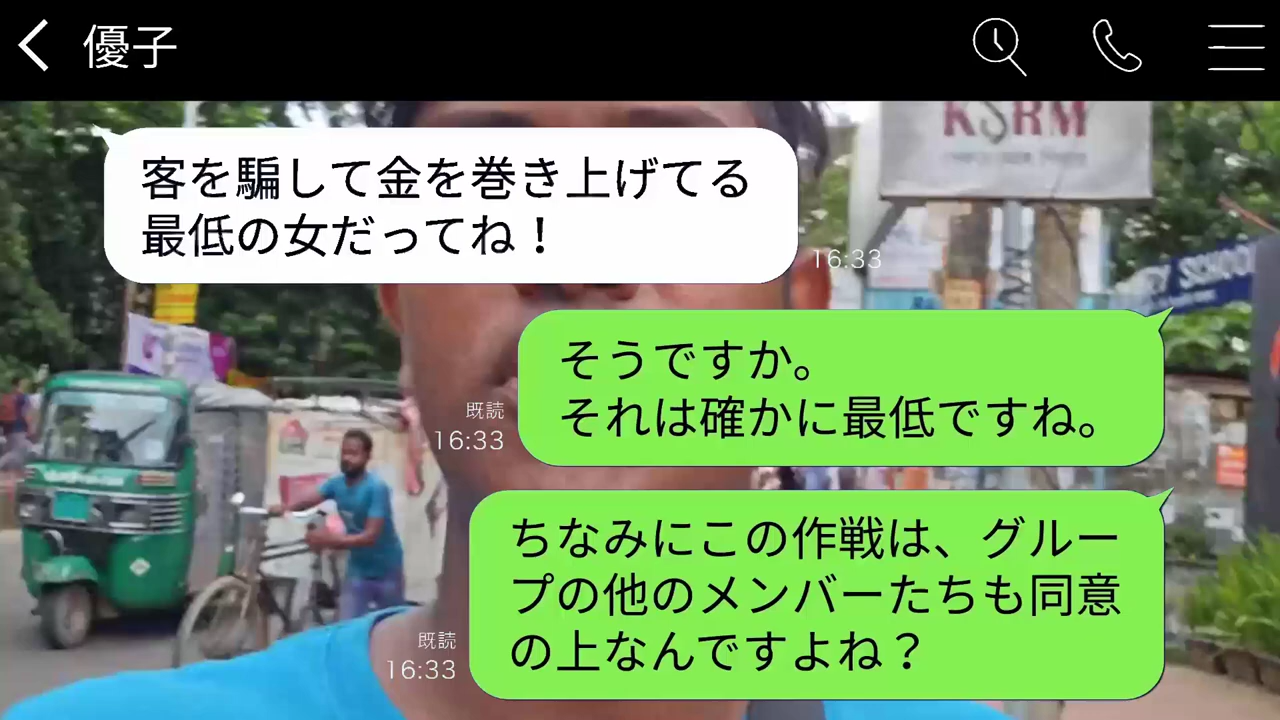 優子
KSRM
SCHOOL
客を騙して金を巻き上げてる
最低の女だってね！
16:33
そうですか。
それは確かに最低ですね。
既読
16:33
ちなみにこの作戦は、グルー
プの他のメンバーたちも同意
の上なんですよね？
既読
16:33